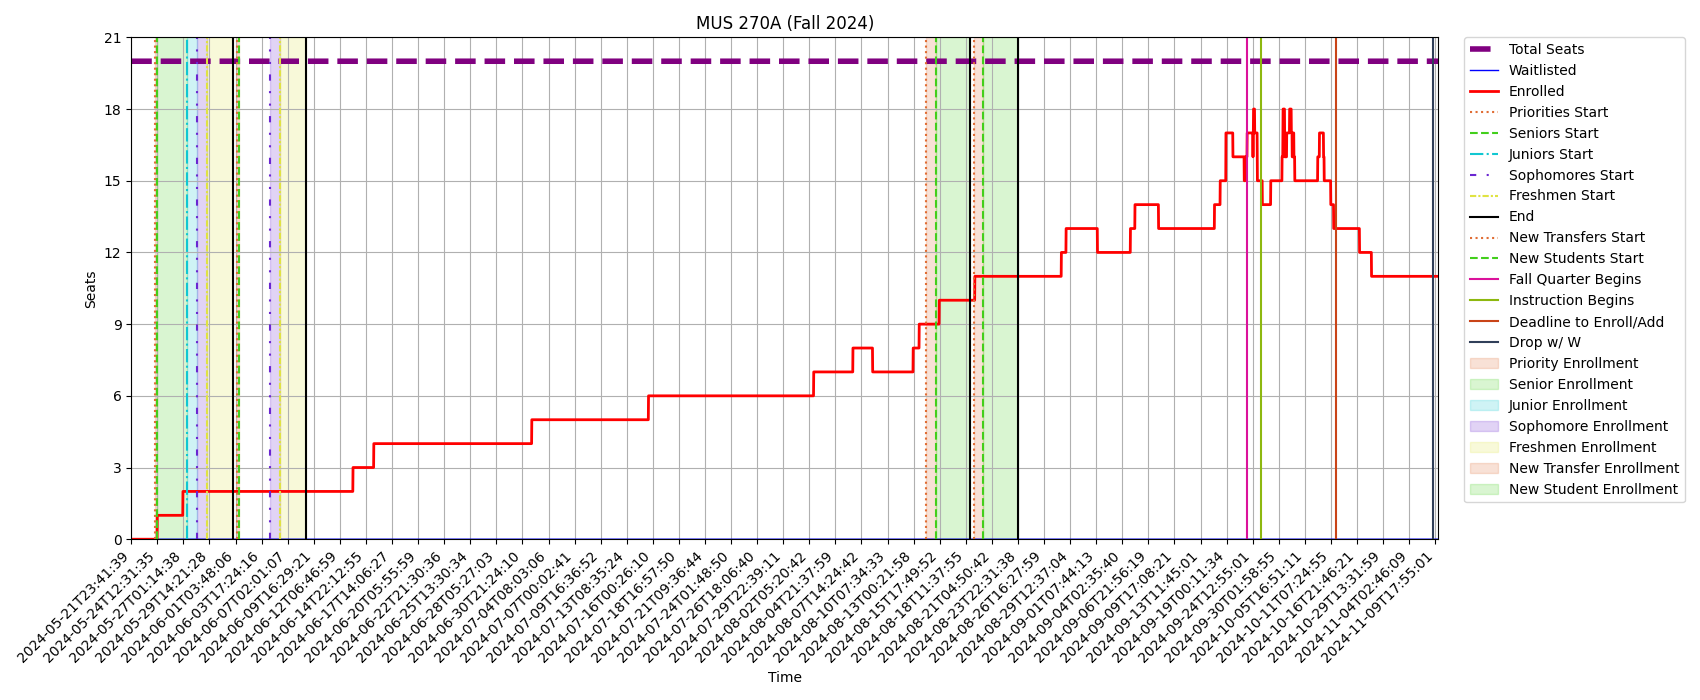 MUS 270A (Fall 2024)
21
18
15
12
9
6
3
0
Seats
2024-05-21T23:41:39
2024-05-24T12:31:35
2024-05-27T01:14:38
2024-05-29T14:21:28
2024-06-01T03:48:06
2024-06-03T17:24:16
2024-06-07T02:01:07
2024-06-09T16:29:21
2024-06-12T06:46:59
2024-06-14T22:12:55
2024-06-17T14:06:27
2024-06-20T05:55:59
2024-06-22T21:30:36
2024-06-25T13:30:34
2024-06-28T05:27:03
2024-06-30T21:24:10
2024-07-04T08:03:06
2024-07-07T00:02:41
2024-07-09T16:36:52
2024-07-13T08:35:24
2024-07-16T00:26:10
2024-07-18T16:57:50
2024-07-21T09:36:44
2024-07-24T01:48:50
2024-07-26T18:06:40
2024-07-29T22:39:11
2024-08-02T05:20:42
2024-08-04T21:37:59
2024-08-07T14:24:42
2024-08-10T07:34:33
2024-08-13T00:21:58
2024-08-15T17:49:52
2024-08-18T11:37:55
2024-08-21T04:50:42
2024-08-23T22:31:38
2024-08-26T16:27:59
2024-08-29T12:37:04
2024-09-01T07:44:13
2024-09-04T02:35:40
2024-09-06T21:56:19
2024-09-09T17:08:21
2024-09-13T11:45:01
2024-09-19T00:11:34
2024-09-24T12:55:01
2024-09-30T01:58:55
2024-10-05T16:51:11
2024-10-11T07:24:55
2024-10-16T21:46:21
2024-10-29T13:31:59
2024-11-04T02:46:09
2024-11-09T17:55:01
Time
Total Seats
Waitlisted
Enrolled
Priorities Start
Seniors Start
Juniors Start
Sophomores Start
Freshmen Start
End
New Transfers Start
New Students Start
Fall Quarter Begins
Instruction Begins
Deadline to Enroll/Add
Drop w/ W
Priority Enrollment
Senior Enrollment
Junior Enrollment
Sophomore Enrollment
Freshmen Enrollment
New Transfer Enrollment
New Student Enrollment